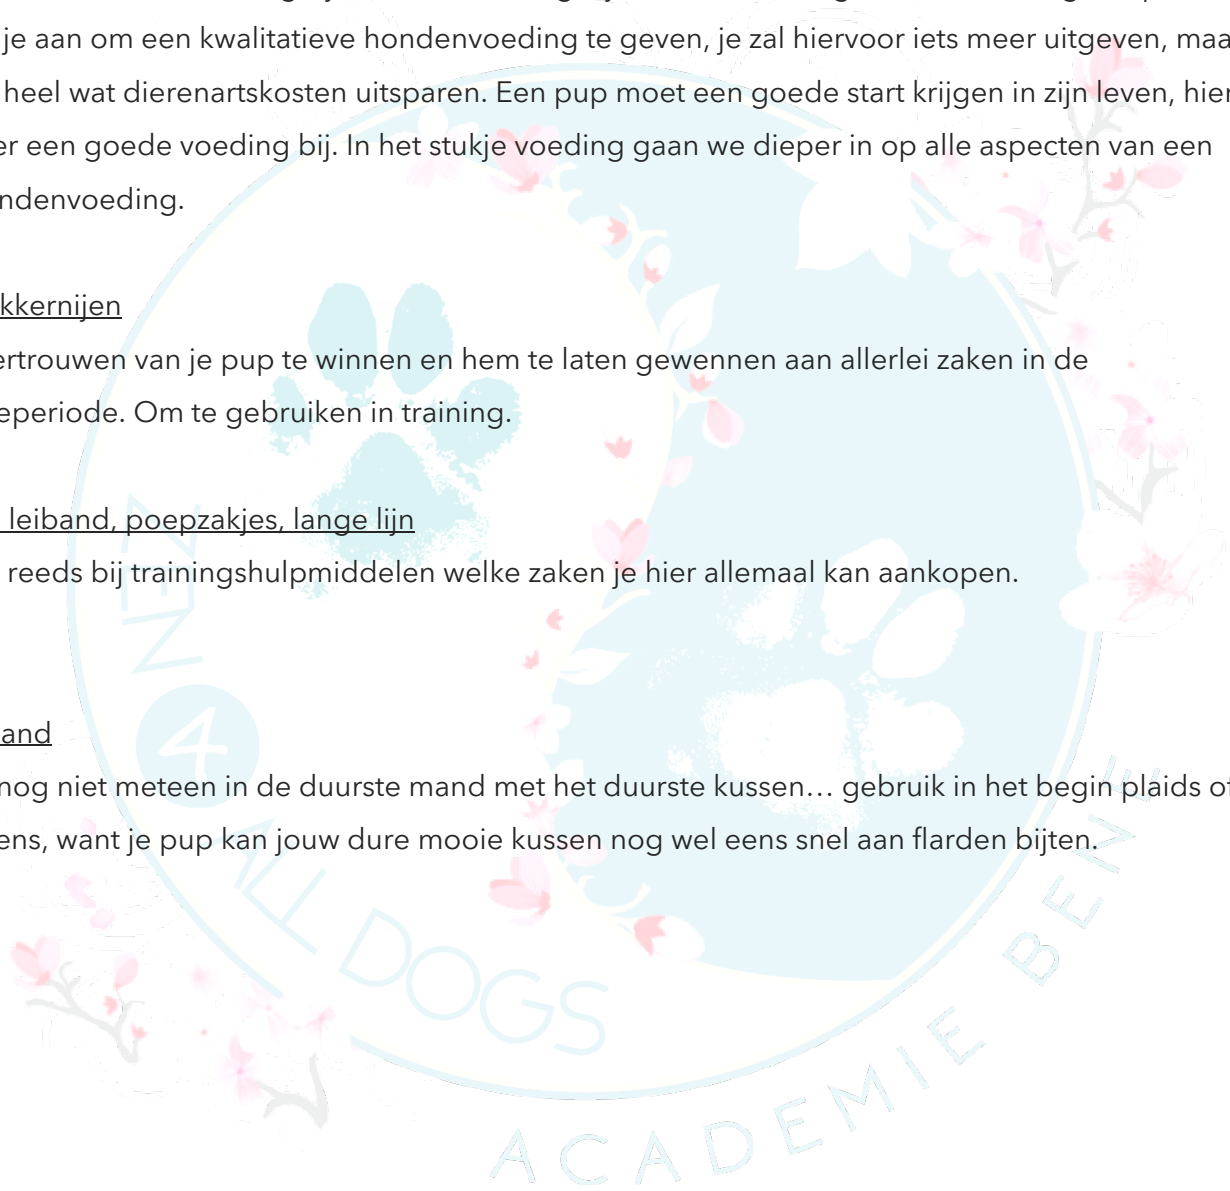 je aan om een kwalitatieve hondenvoeding te geven, je zal hiervoor iets meer uitgeven, maa
heel wat dierenartskosten uitsparen. Een pup moet een goede start krijgen in zijn leven, hier
er een goede voeding bij. In het stukje voeding gaan we dieper in op alle aspecten van een
ndenvoeding.
kkernijen
ertrouwen van je pup te winnen en hem te laten gewennen aan allerlei zaken in de
eperiode. Om te gebruiken in training.
leiband, poepzakjes, lange lijn
reeds bij trainingshulpmiddelen welke zaken je hier allemaal kan aankopen.
and
nog niet meteen in de duurste mand met het duurste kussen… gebruik in het begin plaids of
ens, want je pup kan jouw dure mooie kussen nog wel eens snel aan flarden bijten.
ZEN 4 ALL DOGS
ACADEMIE BENE